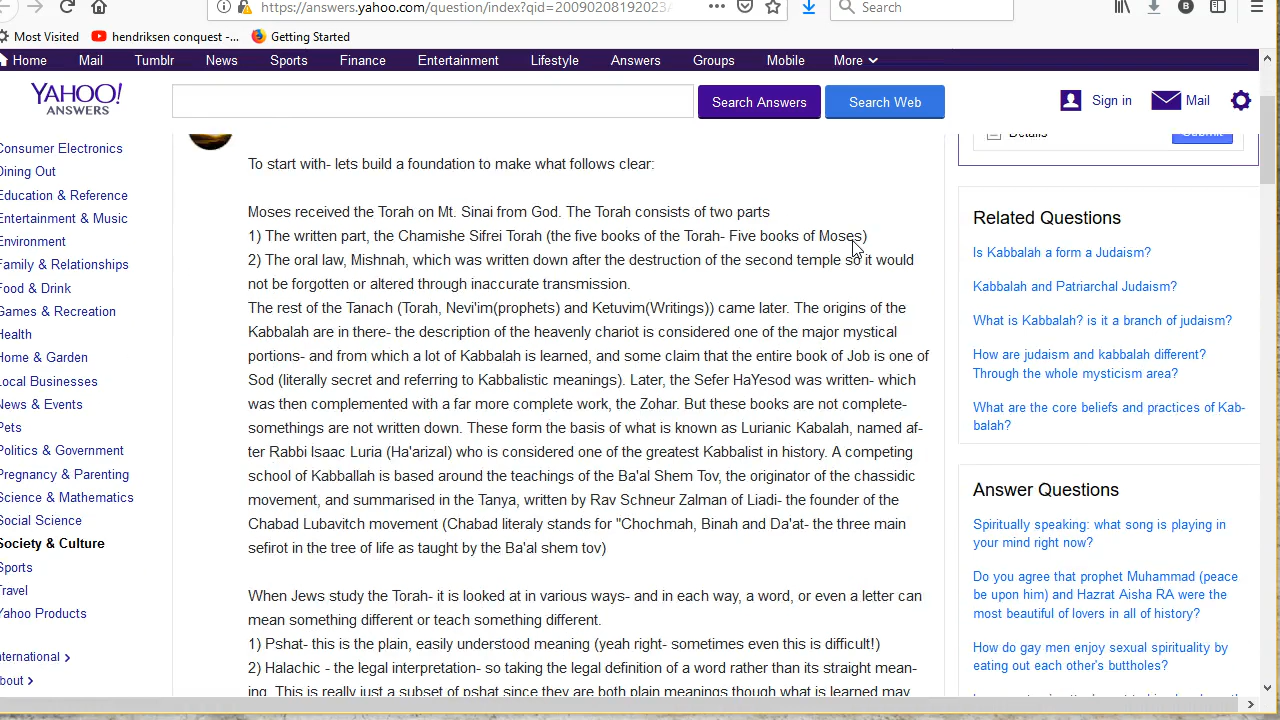 https://answers.yahoo.com/question/index?qid=20090208192023A
Search
Most Visited
hendriksen conquest -...
Getting Started
Home
Mail
Tumblr
News
Sports
Finance
Entertainment
Lifestyle
Answers
Groups
Mobile
More
YAHOO!
ANSWERS
Search Answers
Search Web
Sign in
Mail
Consumer Electronics
Dining Out
Education & Reference
Entertainment & Music
Environment
Family & Relationships
Food & Drink
Games & Recreation
Health
Home & Garden
Local Businesses
News & Events
Pets
Politics & Government
Pregnancy & Parenting
Science & Mathematics
Social Science
Society & Culture
Sports
Travel
Yahoo Products
International
About
To start with- lets build a foundation to make what follows clear:
Moses received the Torah on Mt. Sinai from God. The Torah consists of two parts
1) The written part, the Chamishe Sifrei Torah (the five books of the Torah- Five books of Moses)
2) The oral law, Mishnah, which was written down after the destruction of the second temple so it would
not be forgotten or altered through inaccurate transmission.
The rest of the Tanach (Torah, Nevi'im(prophets) and Ketuvim(Writings)) came later. The origins of the
Kabbalah are in there- the description of the heavenly chariot is considered one of the major mystical
portions- and from which a lot of Kabbalah is learned, and some claim that the entire book of Job is one of
Sod (literally secret and referring to Kabbalistic meanings). Later, the Sefer HaYesod was written- which
was then complemented with a far more complete work, the Zohar. But these books are not complete-
somethings are not written down. These form the basis of what is known as Lurianic Kabalah, named af-
ter Rabbi Isaac Luria (Ha'arizal) who is considered one of the greatest Kabbalist in history. A competing
school of Kabballah is based around the teachings of the Ba'al Shem Tov, the originator of the chassidic
movement, and summarised in the Tanya, written by Rav Schneur Zalman of Liadi- the founder of the
Chabad Lubavitch movement (Chabad literaly stands for "Chochmah, Binah and Da'at- the three main
sefirot in the tree of life as taught by the Ba'al shem tov)
When Jews study the Torah- it is looked at in various ways- and in each way, a word, or even a letter can
mean something different or teach something different.
1) Pshat- this is the plain, easily understood meaning (yeah right- sometimes even this is difficult!)
2) Halachic - the legal interpretation- so taking the legal definition of a word rather than its straight mean-
ing. This is really just a subset of pshat since they are both plain meanings though what is learned may
Details
Submit
Related Questions
Is Kabbalah a form a Judaism?
Kabbalah and Patriarchal Judaism?
What is Kabbalah? is it a branch of judaism?
How are judaism and kabbalah different?
Through the whole mysticism area?
What are the core beliefs and practices of Kab-
balah?
Answer Questions
Spiritually speaking: what song is playing in
your mind right now?
Do you agree that prophet Muhammad (peace
be upon him) and Hazrat Aisha RA were the
most beautiful of lovers in all of history?
How do gay men enjoy sexual spirituality by
eating out each other's buttholes?